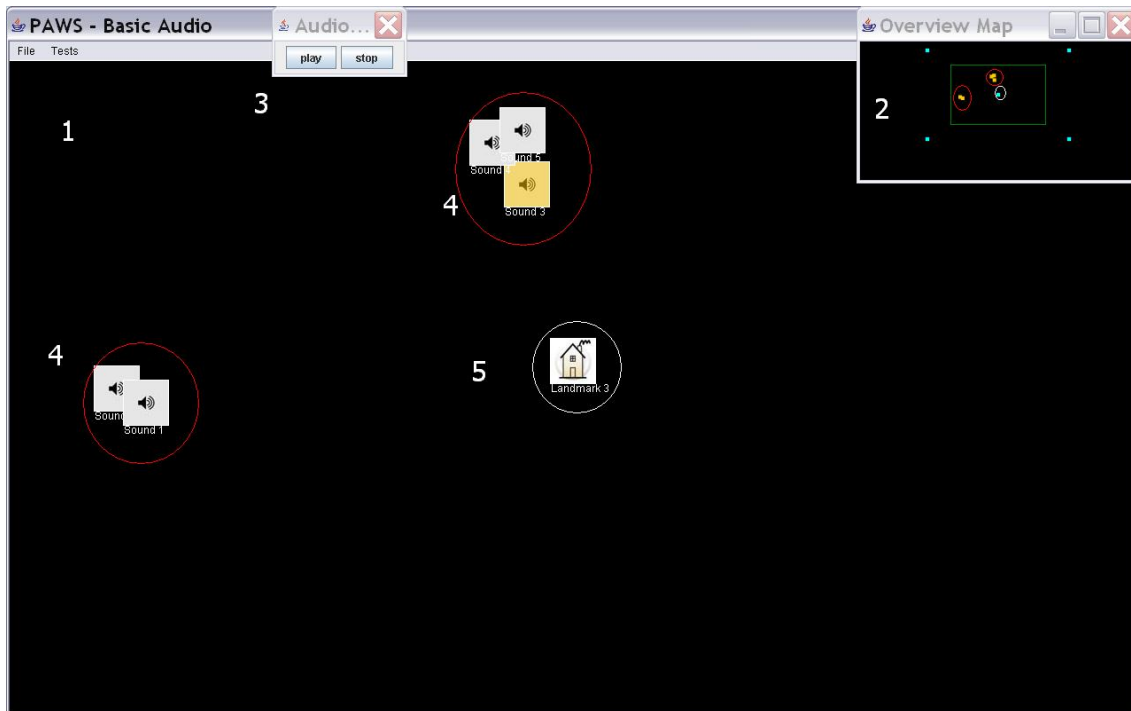 PAWS - Basic Audio
Audio...
Overview Map
File Tests
play stop
3
2
1
Sound 5
Sound 4
4
Sound 3
4
5
Landmark 3
Sound
Sound 1